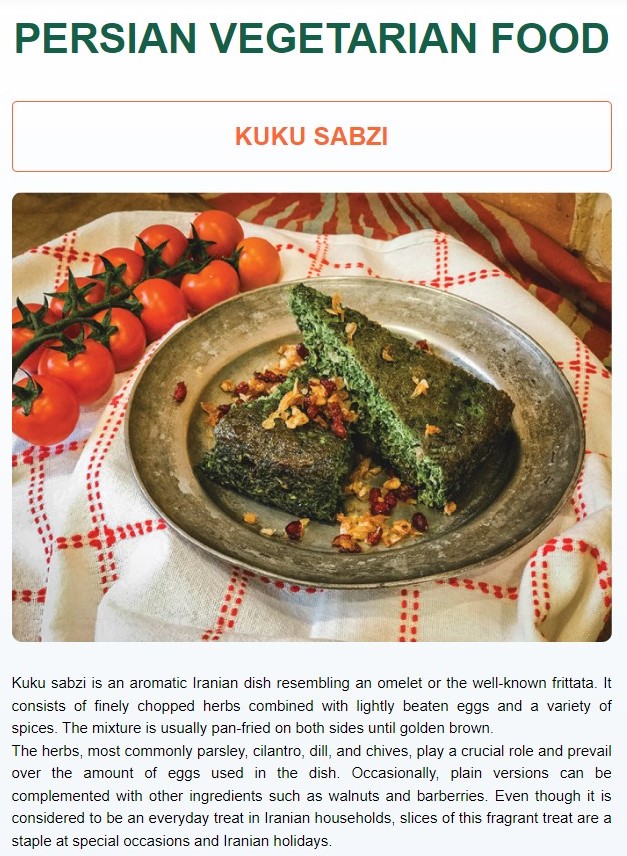 PERSIAN VEGETARIAN FOOD
KUKU SABZI
Kuku sabzi is an aromatic Iranian dish resembling an omelet or the well-known frittata. It
consists of finely chopped herbs combined with lightly beaten eggs and a variety of
spices. The mixture is usually pan-fried on both sides until golden brown.
The herbs, most commonly parsley, cilantro, dill, and chives, play a crucial role and prevail
over the amount of eggs used in the dish. Occasionally, plain versions can be
complemented with other ingredients such as walnuts and barberries. Even though it is
considered to be an everyday treat in Iranian households, slices of this fragrant treat are a
staple at special occasions and Iranian holidays.